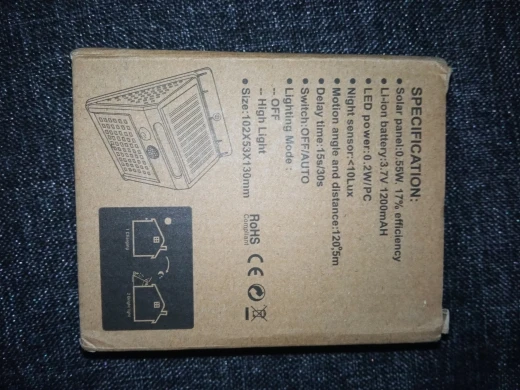 SPECIFICATION:
• Solar panel:0.55W, 17% efficiency
• Li-ion battery:3.7V 1200mAH
• LED power:0.2W/PC
• Night sensor:<10Lux
• Motion angle and distance:120°,5m
• Delay time:15s/30s
• Switch:OFF/AUTO
• Lighting Mode :
-- OFF
-- High Light
• Size:102X53X130mm
RoHS
Compliant
CE